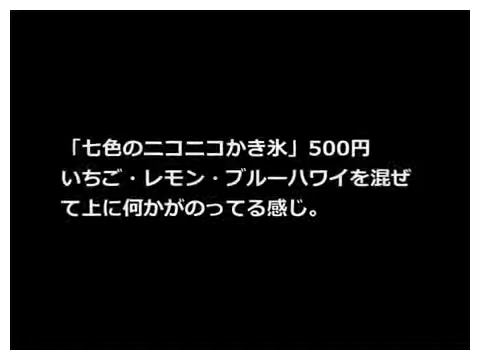 「七色のニコニコかき氷」500円
いちご・レモン・ブルーハワイを混ぜ
て上に何かがのってる感じ。